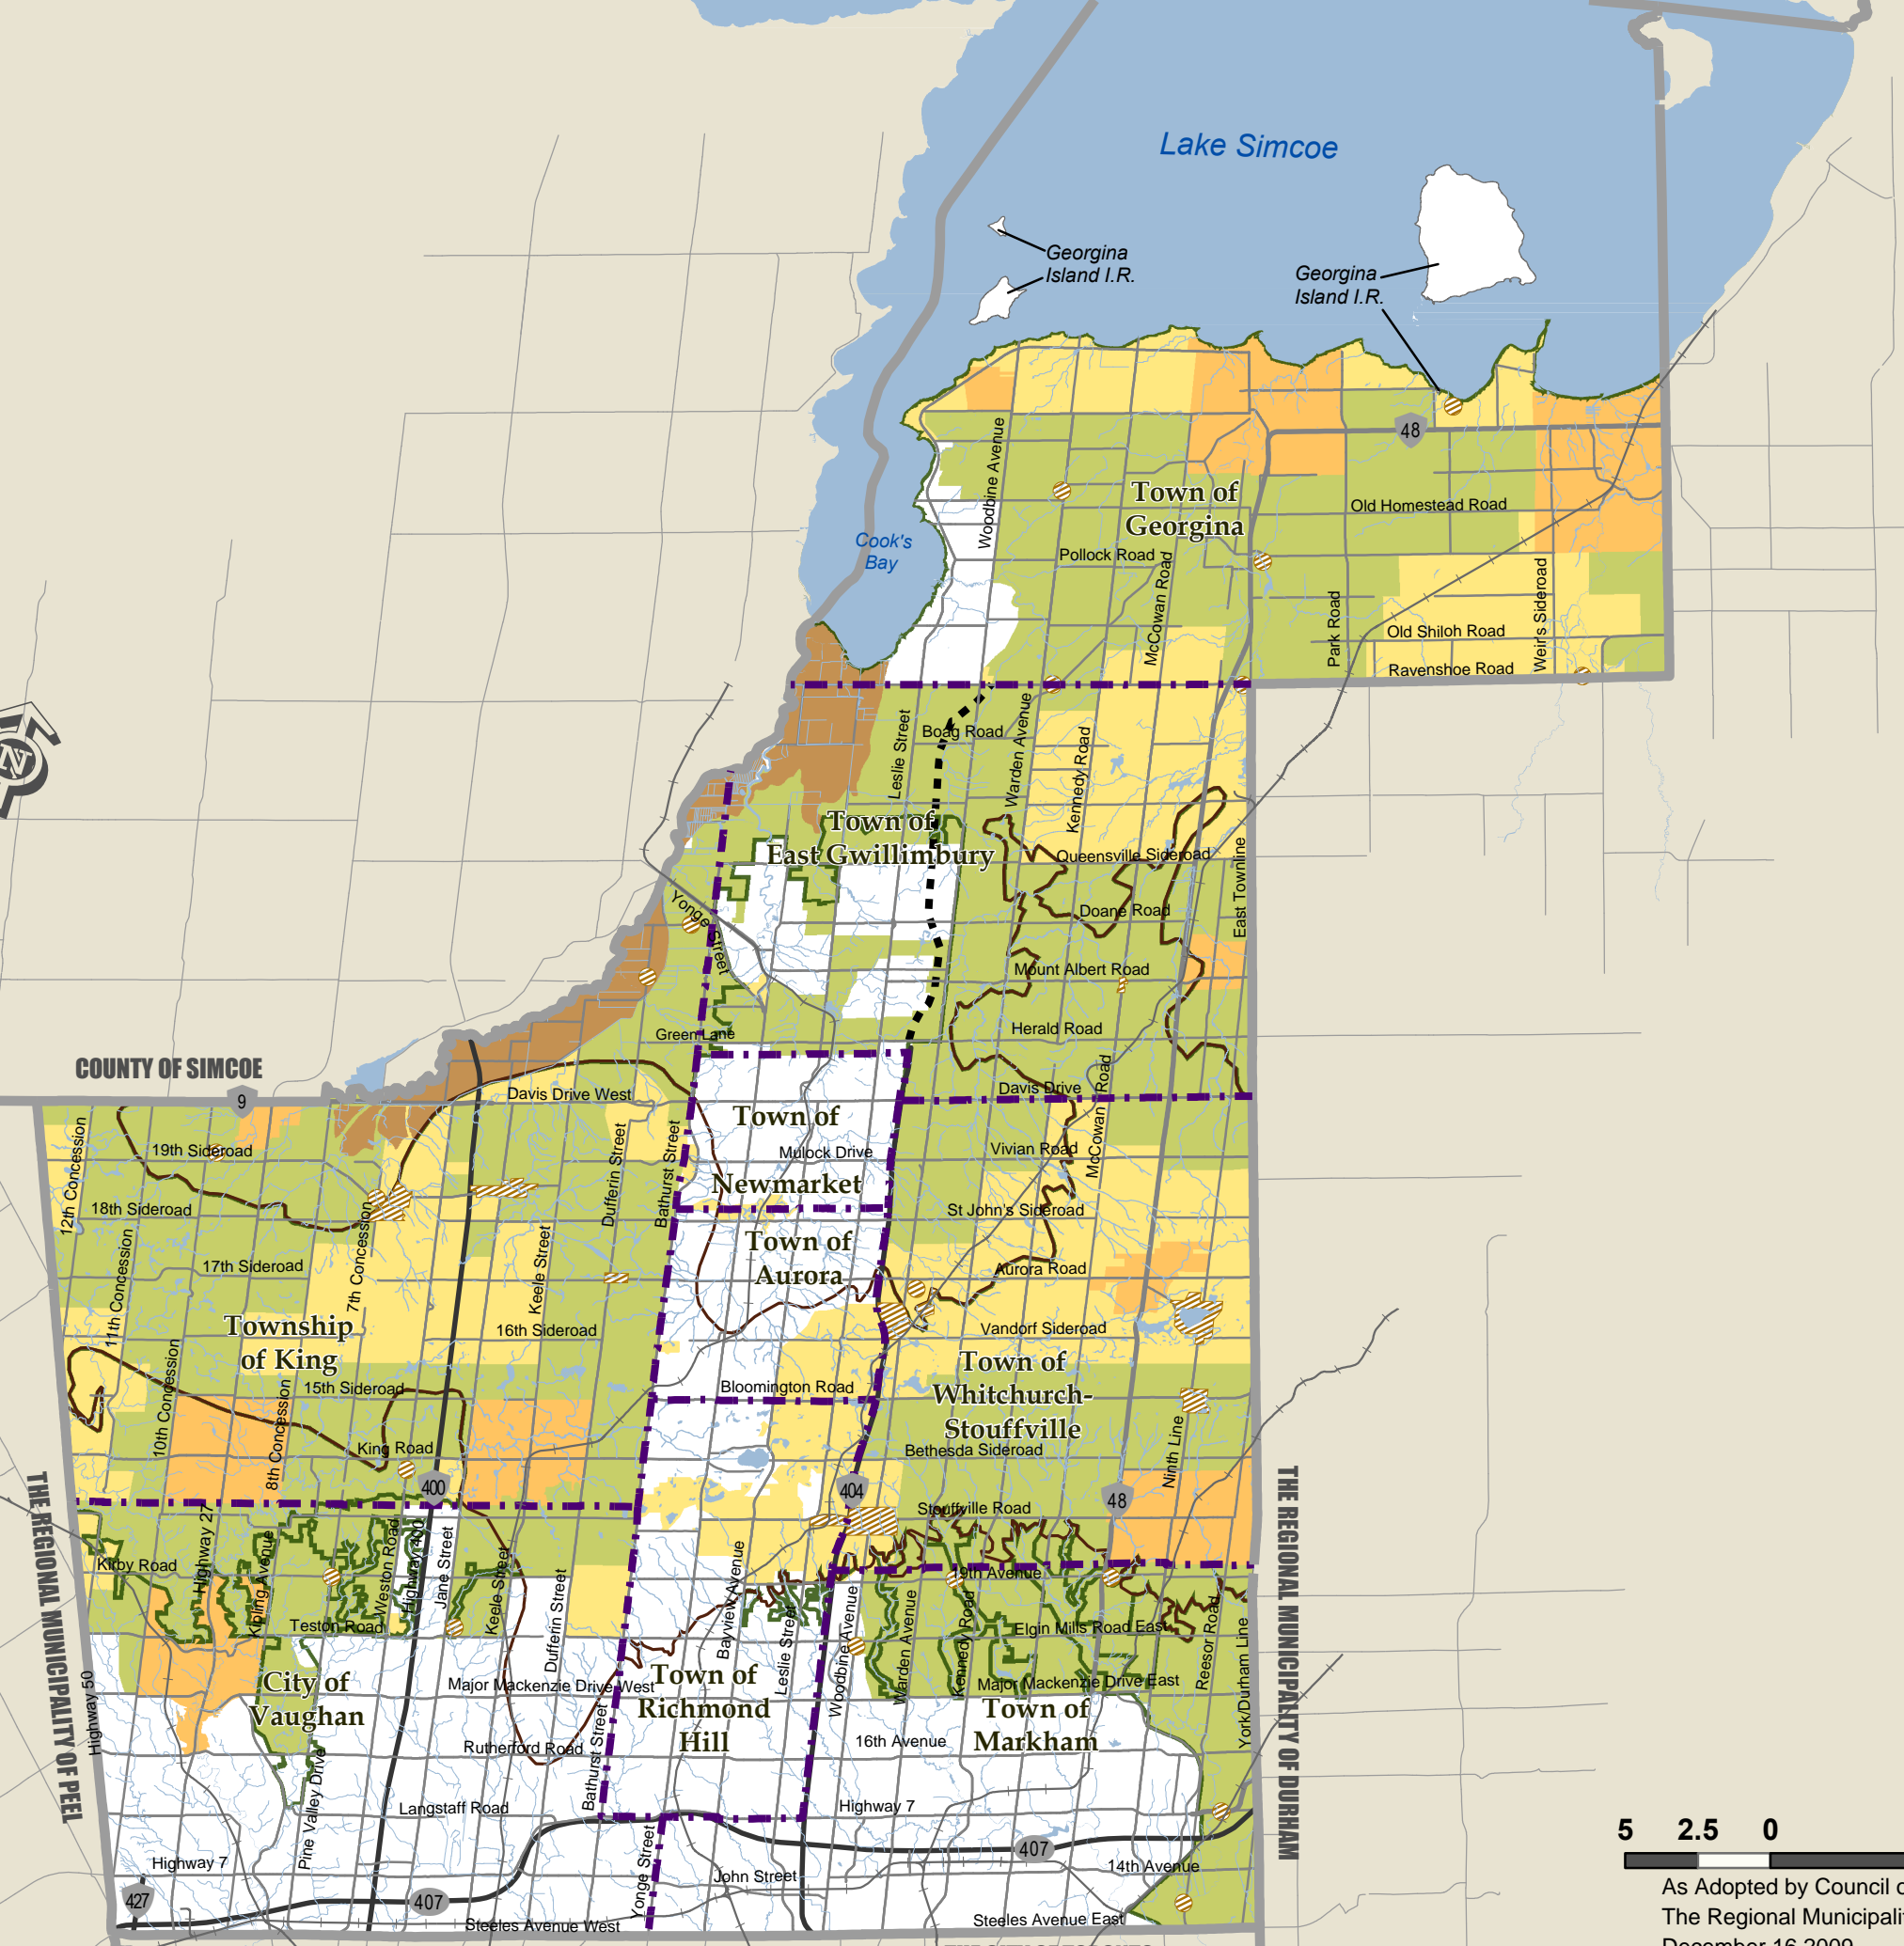 Lake Simcoe
Georgina
Island I.R.
Georgina
Island I.R.
48
Woodbine Avenue
Town of
Georgina
Old Homestead Road
Cook's
Bay
Pollock Road
McCowan Road
Park Road
Weirs Sideroad
Old Shiloh Road
Ravenshoe Road
N
Leslie Street
Boag Road
Warden Avenue
Kennedy Road
Town of
East Gwillimbury
Queensville Sideroad
East Townline
Yonge Street
Doane Road
Mount Albert Road
Herald Road
Green Lane
COUNTY OF SIMCOE
9
Davis Drive West
Davis Drive
McCowan Road
Town of
Newmarket
Mulock Drive
Vivian Road
12th Concession
19th Sideroad
18th Sideroad
Dufferin Street
Bathurst Street
St John's Sideroad
11th Concession
17th Sideroad
7th Concession
Keele Street
Town of
Aurora
Aurora Road
Township
of King
16th Sideroad
Vandorf Sideroad
Town of
Whitchurch-
Stouffville
10th Concession
15th Sideroad
8th Concession
Bloomington Road
King Road
Bethesda Sideroad
Ninth Line
400
404
48
Stouffville Road
THE REGIONAL MUNICIPALITY OF PEEL
THE REGIONAL MUNICIPALITY OF DURHAM
Kirby Road
Highway 27
Kipling Avenue
Weston Road
Highway 400
Jane Street
Keele Street
Dufferin Street
Bayview Avenue
Leslie Street
Woodbine Avenue
Warden Avenue
Kennedy Road
19th Avenue
Teston Road
Elgin Mills Road East
Reesor Road
York/Durham Line
City of
Vaughan
Major Mackenzie Drive West
Town of
Richmond
Hill
Major Mackenzie Drive East
Town of
Markham
Highway 50
Rutherford Road
Bathurst Street
16th Avenue
Pine Valley Drive
Langstaff Road
Highway 7
Highway 7
Yonge Street
John Street
407
14th Avenue
427
407
Steeles Avenue West
Steeles Avenue East
5 2.5 0
As Adopted by Council
The Regional
December 16 2009